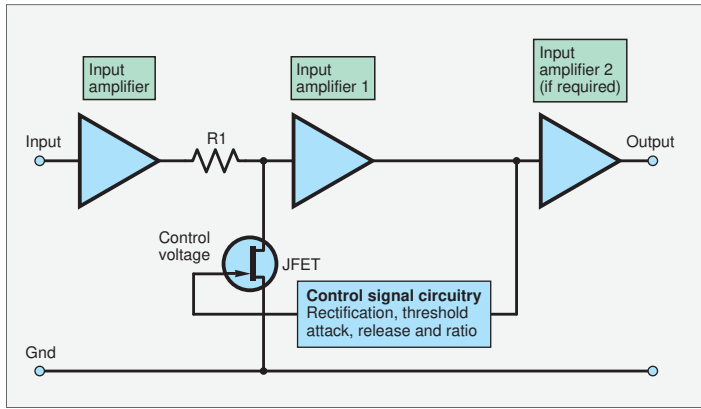 Input
amplifier
Input
amplifier 1
Input
amplifier 2
(if required)
Input
R1
Output
Control
voltage
JFET
Control signal circuitry
Rectification, threshold
attack, release and ratio
Gnd